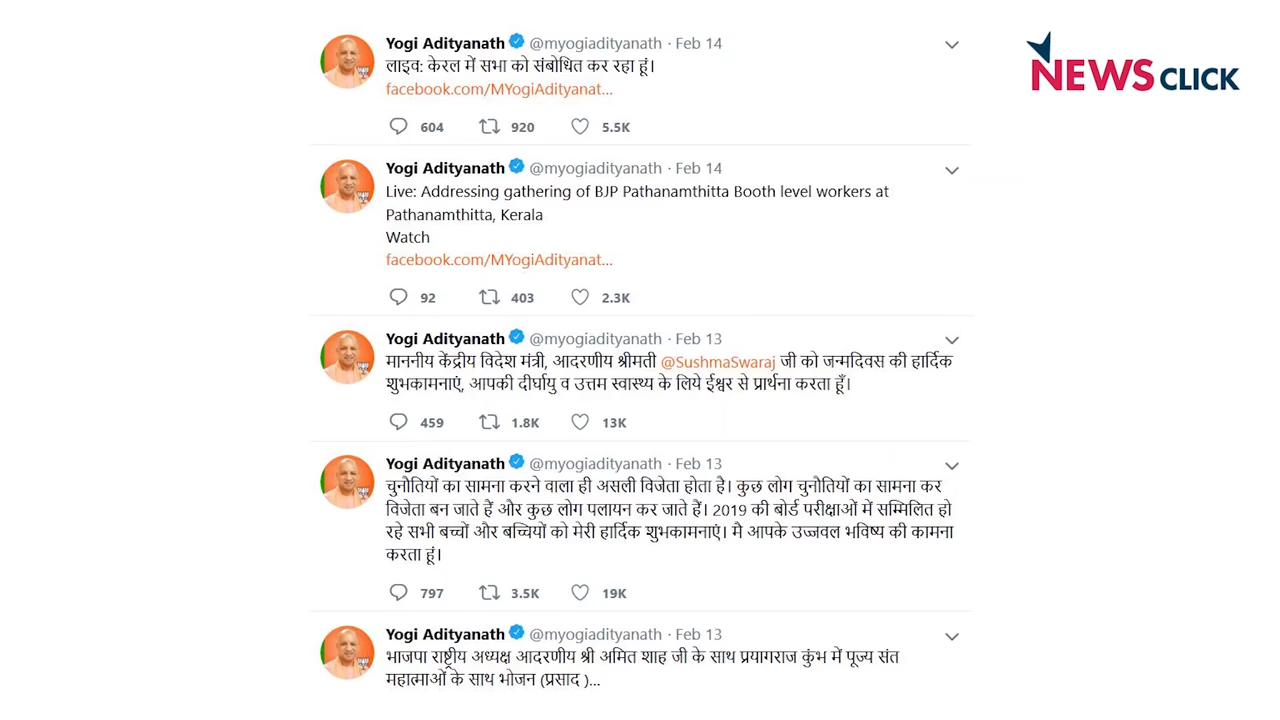 Yogi Adityanath @myogiadityanath · Feb 14
लाइव: केरल में सभा को संबोधित कर रहा हूं।
facebook.com/MYogiAdityanat...
604 920 5.5K
NEWSCLICK
Yogi Adityanath @myogiadityanath · Feb 14
Live: Addressing gathering of BJP Pathanamthitta Booth level workers at
Pathanamthitta, Kerala
Watch
facebook.com/MYogiAdityanat...
92 403 2.3K
Yogi Adityanath @myogiadityanath · Feb 13
माननीय केंद्रीय विदेश मंत्री, आदरणीय श्रीमती @SushmaSwaraj जी को जन्मदिवस की हार्दिक
शुभकामनाएं, आपकी दीर्घायु व उत्तम स्वास्थ्य के लिये ईश्वर से प्रार्थना करता हूँ।
459 1.8K 13K
Yogi Adityanath @myogiadityanath · Feb 13
चुनौतियों का सामना करने वाला ही असली विजेता होता है। कुछ लोग चुनौतियों का सामना कर
विजेता बन जाते हैं और कुछ लोग पलायन कर जाते हैं। 2019 की बोर्ड परीक्षाओं में सम्मिलित हो
रहे सभी बच्चों और बच्चियों को मेरी हार्दिक शुभकामनाएं। मै आपके उज्जवल भविष्य की कामना
करता हूं।
797 3.5K 19K
Yogi Adityanath @myogiadityanath · Feb 13
भाजपा राष्ट्रीय अध्यक्ष आदरणीय श्री अमित शाह जी के साथ प्रयागराज कुंभ में पूज्य संत
महात्माओं के साथ भोजन (प्रसाद )...